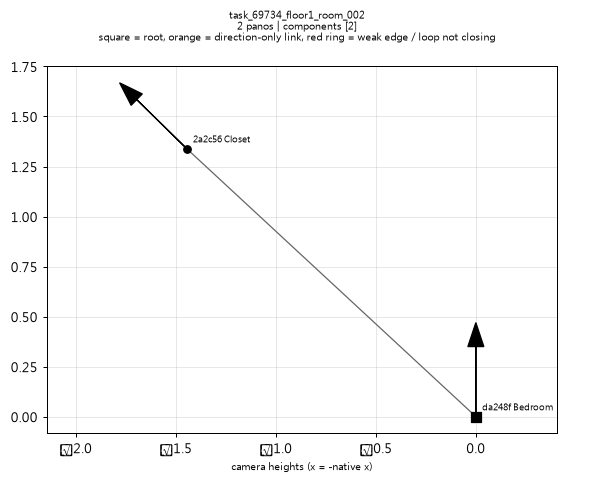 task_69734_floor1_room_002
2 panos | components [2]
square = root, orange = direction-only link, red ring = weak edge / loop not closing
1.75
1.50
1.25
1.00
0.75
0.50
0.25
0.00
2a2c56 Closet
da248f Bedroom
√2.0 √1.5 √1.0 √0.5 0.0
camera heights (x = -native x)